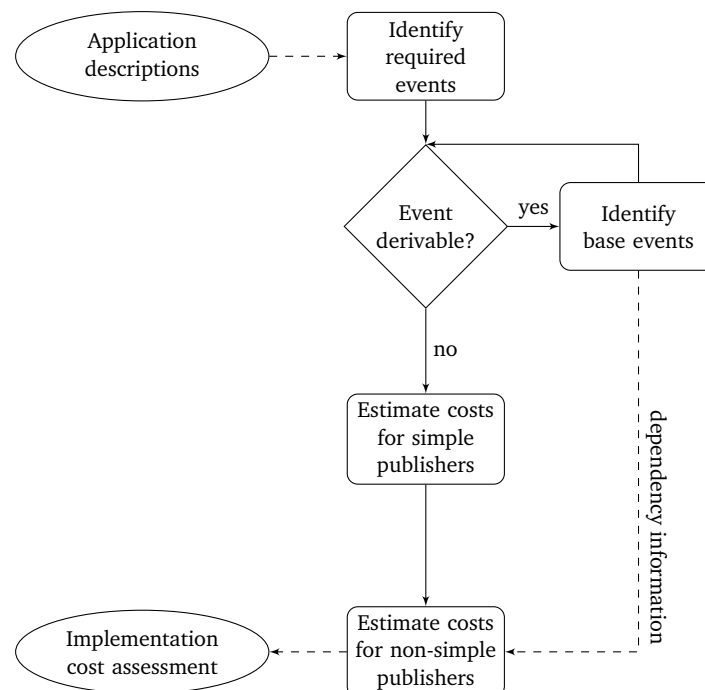 Application
descriptions
Identify
required
events
Event
derivable?
yes
Identify
base events
no
Estimate costs
for simple
publishers
dependency information
Implementation
cost assessment
Estimate costs
for non-simple
publishers